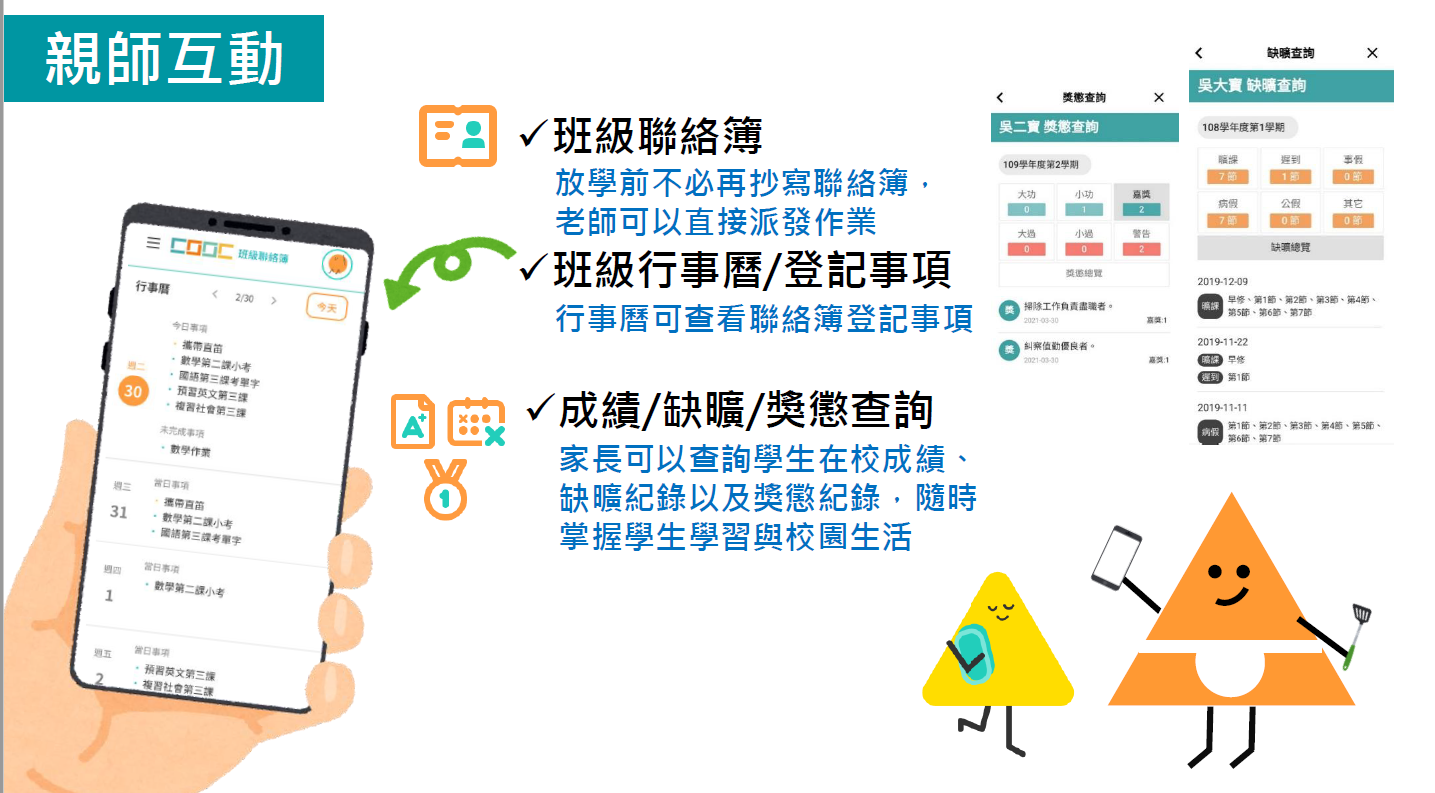 親師互動
班級聯絡簿
放學前不必再抄寫聯絡簿，
老師可以直接派發作業
班級行事曆/登記事項
行事曆可查看聯絡簿登記事項
成績/缺曠/獎懲查詢
家長可以查詢學生在校成績、
缺曠紀錄以及獎懲紀錄，隨時
掌握學生學習與校園生活
COOC 班級聯絡簿
行事曆
2/30
今天
今日事項
週二
30
攜帶直笛
數學第二課小考
國語第三課考單字
預習英文第三課
複習社會第三課
未完成事項
數學作業
週三
31
當日事項
攜帶直笛
數學第二課小考
國語第三課考單字
週四
1
當日事項
數學第二課小考
週五
2
當日事項
預習英文第三課
複習社會第三課
A+
1
獎懲查詢
吳二寶 獎懲查詢
109學年度第2學期
大功 小功 嘉獎
0 1 2
大過 小過 警告
0 0 2
獎懲總覽
獎 掃除工作負責盡職者。
2021-03-30 嘉獎:1
獎 糾察值勤優良者。
2021-03-30 嘉獎:1
缺曠查詢
吳大寶 缺曠查詢
108學年度第1學期
曠課 遲到 事假
7 節 1 節 0 節
病假 公假 其它
7 節 0 節 0 節
缺曠總覽
2019-12-09
曠課 早修、第1節、第2節、第3節、第4節、
第5節、第6節、第7節
2019-11-22
曠課 早修
遲到 第1節
2019-11-11
病假 第1節、第2節、第3節、第4節、第5節、
第6節、第7節